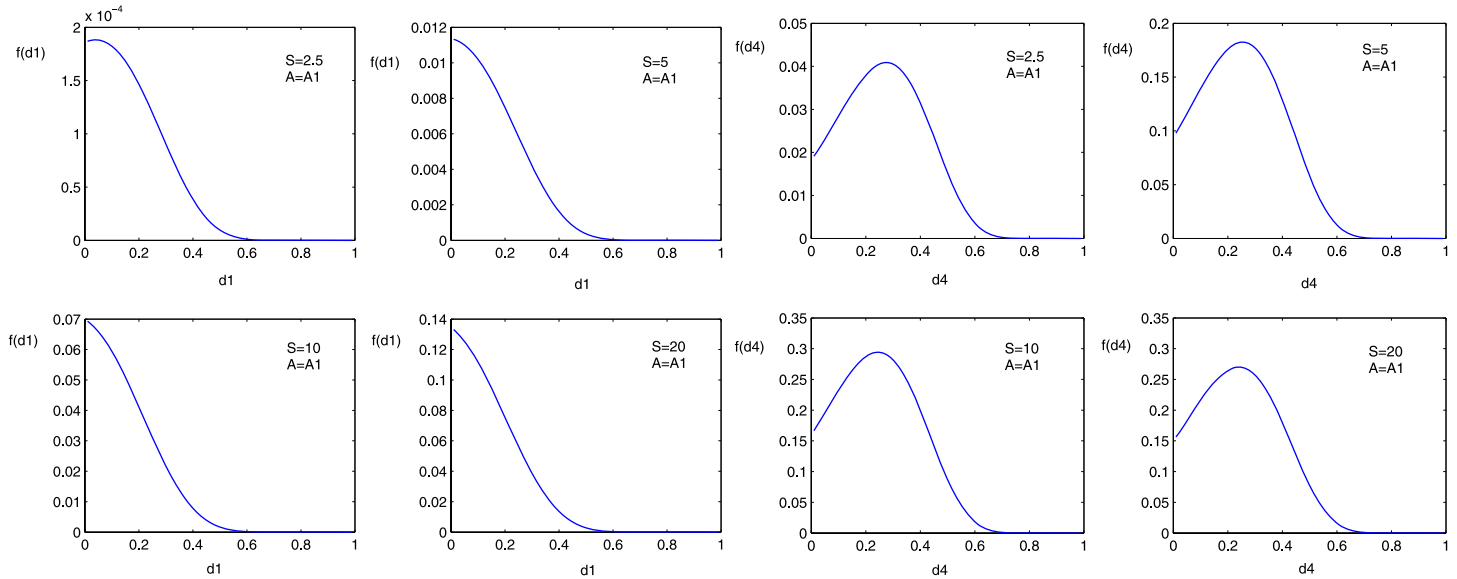 x 10⁻⁴
2
1.5
1
0.5
0
f(d1)
S=2.5
A=A1
0 0.2 0.4 0.6 0.8 1
d1
0.012
0.01
0.008
0.006
0.004
0.002
0
f(d1)
S=5
A=A1
0 0.2 0.4 0.6 0.8 1
d1
0.05
0.04
0.03
0.02
0.01
0
f(d4)
S=2.5
A=A1
0 0.2 0.4 0.6 0.8 1
d4
0.2
0.15
0.1
0.05
0
f(d4)
S=5
A=A1
0 0.2 0.4 0.6 0.8 1
d4
0.07
0.06
0.05
0.04
0.03
0.02
0.01
0
f(d1)
S=10
A=A1
0 0.2 0.4 0.6 0.8 1
d1
0.14
0.12
0.1
0.08
0.06
0.04
0.02
0
f(d1)
S=20
A=A1
0 0.2 0.4 0.6 0.8 1
d1
0.35
0.3
0.25
0.2
0.15
0.1
0.05
0
f(d4)
S=10
A=A1
0 0.2 0.4 0.6 0.8 1
d4
0.35
0.3
0.25
0.2
0.15
0.1
0.05
0
f(d4)
S=20
A=A1
0 0.2 0.4 0.6 0.8 1
d4